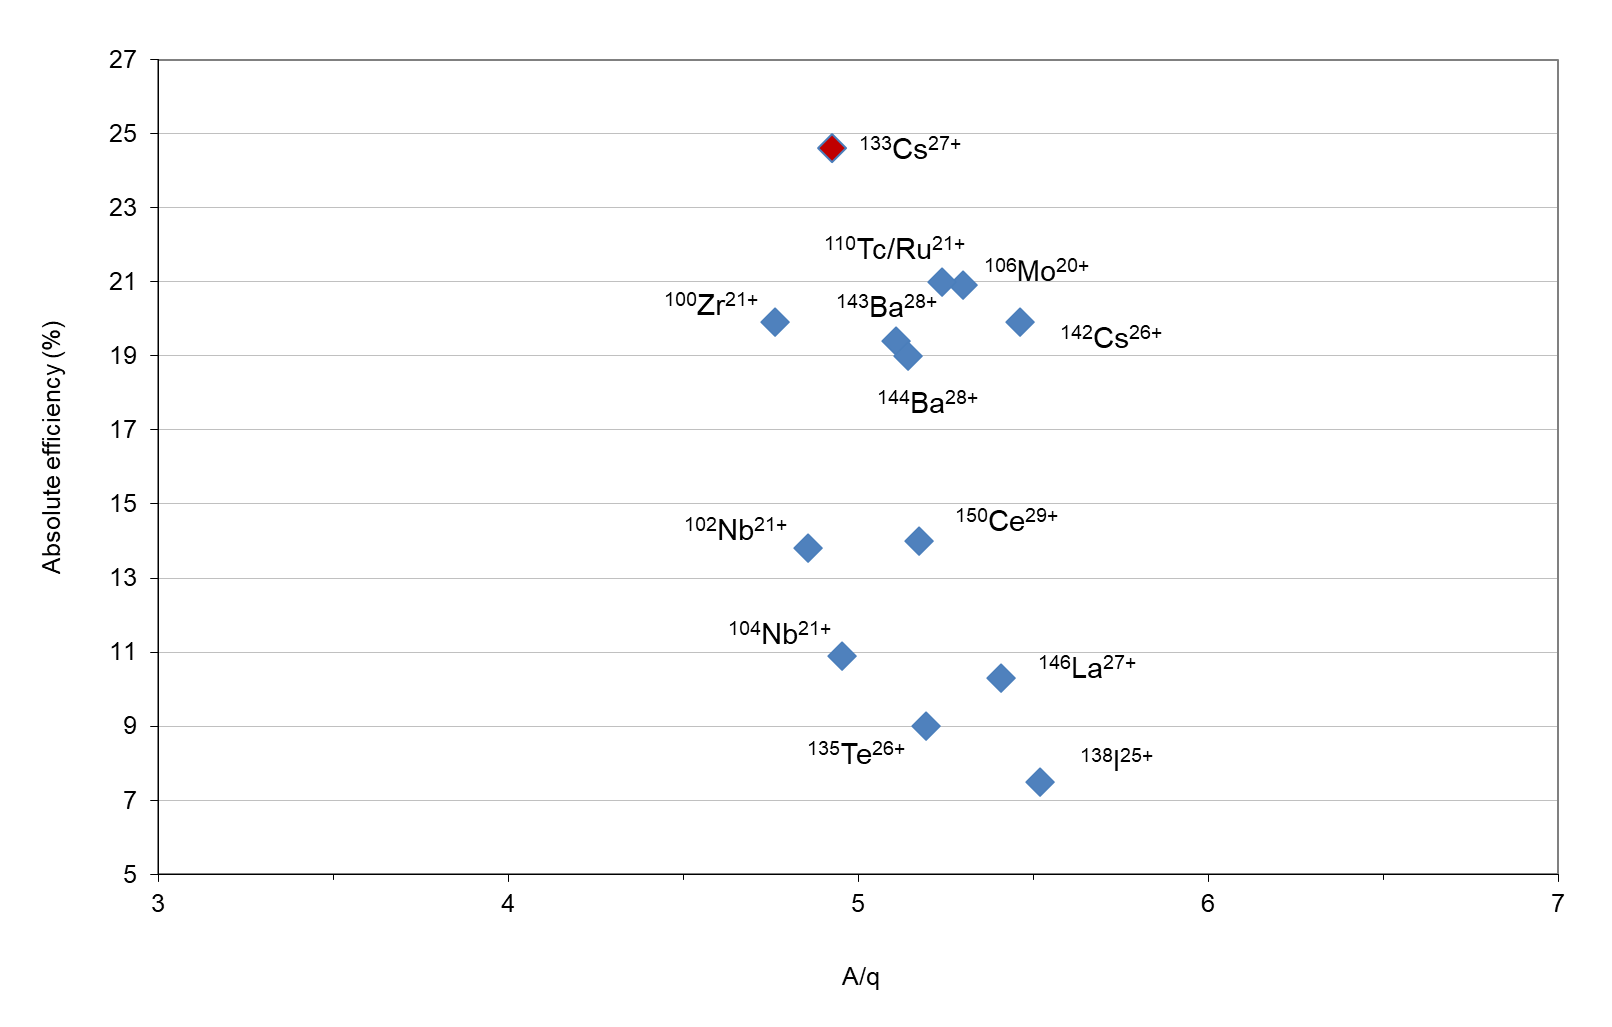 27
25
23
21
19
17
15
13
11
9
7
5
3 4 5 6 7
Absolute efficiency (%)
A/q
¹³³Cs²⁷⁺
¹¹⁰Tc/Ru²¹⁺
¹⁰⁶Mo²⁰⁺
¹⁰⁰Zr²¹⁺
¹⁴³Ba²⁸⁺
¹⁴²Cs²⁶⁺
¹⁴⁴Ba²⁸⁺
¹⁰²Nb²¹⁺
¹⁵⁰Ce²⁹⁺
¹⁰⁴Nb²¹⁺
¹⁴⁶La²⁷⁺
¹³⁵Te²⁶⁺
¹³⁸I²⁵⁺